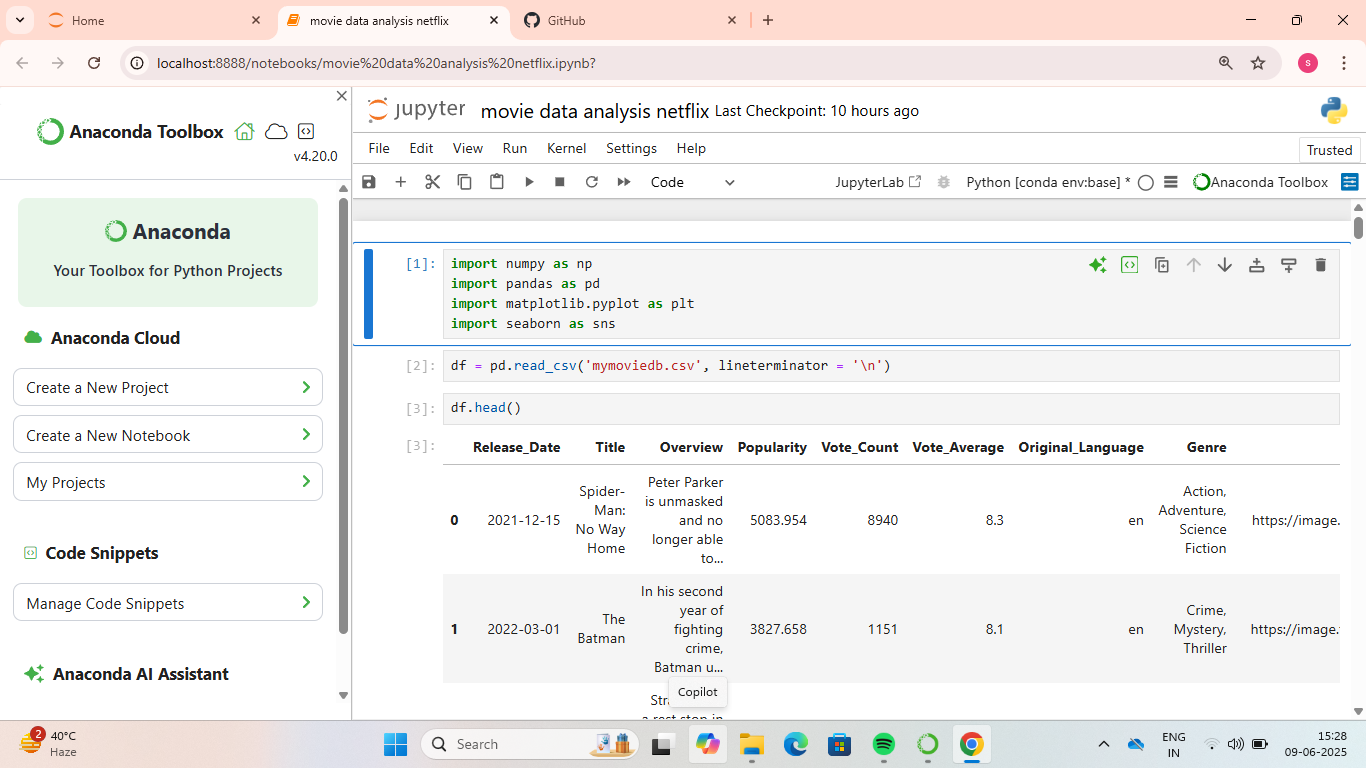 Home
movie data analysis netflix
GitHub
localhost:8888/notebooks/movie%20data%20analysis%20netflix.ipynb?
s
Anaconda Toolbox
v4.20.0
Anaconda
Your Toolbox for Python Projects
Anaconda Cloud
Create a New Project
Create a New Notebook
My Projects
Code Snippets
Manage Code Snippets
Anaconda AI Assistant
jupyter movie data analysis netflix Last Checkpoint: 10 hours ago
File Edit View Run Kernel Settings Help
Trusted
Code JupyterLab Python [conda env:base] * Anaconda Toolbox
[1]: import numpy as np
import pandas as pd
import matplotlib.pyplot as plt
import seaborn as sns
[2]: df = pd.read_csv('mymoviedb.csv', lineterminator = '\n')
[3]: df.head()
[3]: Release_Date Title Overview Popularity Vote_Count Vote_Average Original_Language Genre
0 2021-12-15
Spider-
Man:
No Way
Home
Peter Parker
is unmasked
and no
longer able
to...
5083.954 8940 8.3 en
Action,
Adventure,
Science
Fiction
https://image.
1 2022-03-01
The
Batman
In his second
year of
fighting
crime,
Batman u...
3827.658 1151 8.1 en
Crime,
Mystery,
Thriller
https://image.
Copilot
2
40°C
Haze
Search
ENG
IN
15:28
09-06-2025